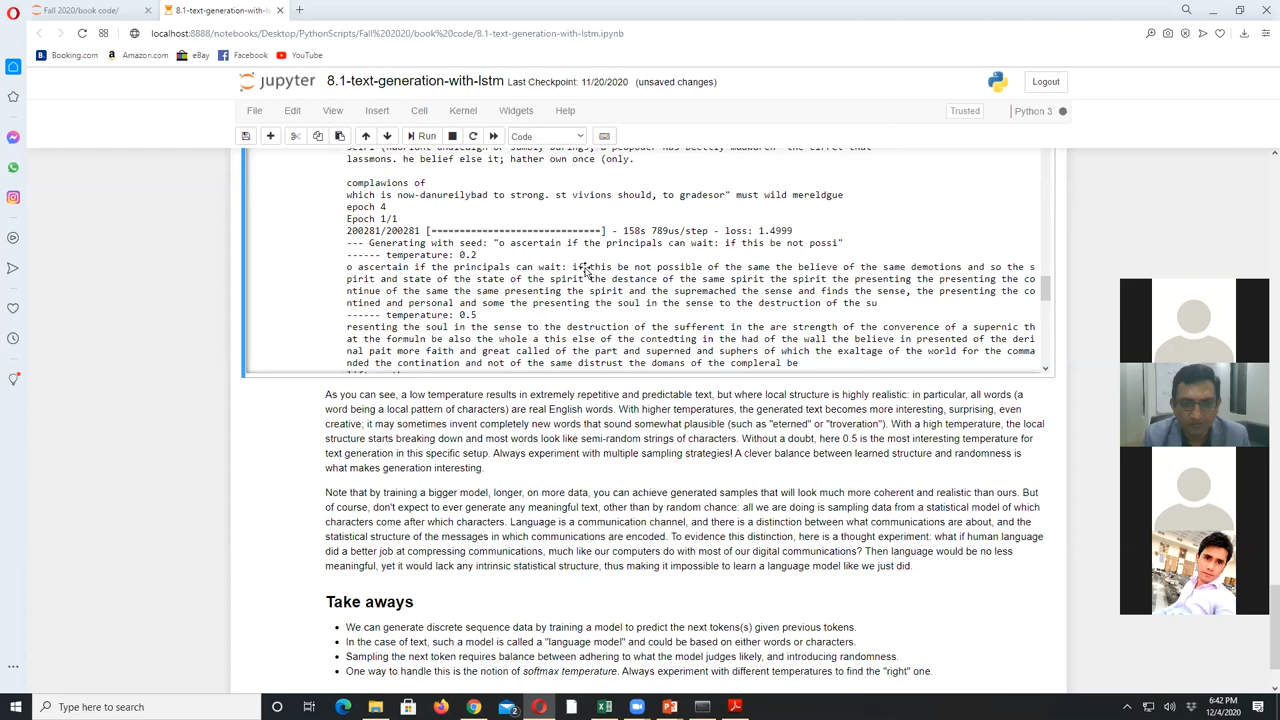 Fall 2020/book code/
8.1-text-generation-with-ls
localhost:8888/notebooks/Desktop/PythonScripts/Fall%202020/book%20code/8.1-text-generation-with-lstm.ipynb
Booking.com
Amazon.com
eBay
Facebook
YouTube
jupyter
8.1-text-generation-with-lstm Last Checkpoint: 11/20/2020 (unsaved changes)
Logout
File Edit View Insert Cell Kernel Widgets Help
Trusted
Python 3
Run
Code
lassmons. he belief else it; hather own once (only.
complawions of
which is now-danureilybad to strong. st vivions should, to gradesor" must wild mereldgue
epoch 4
Epoch 1/1
200281/200281 [==============================] - 158s 789us/step - loss: 1.4999
--- Generating with seed: "o ascertain if the principals can wait: if this be not possi"
------ temperature: 0.2
o ascertain if the principals can wait: if this be not possible of the same the believe of the same demotions and so the s
pirit and state of the state of the spirit the destance of the same spirit the spirit the presenting the presenting the co
ntinue of the same the same presenting the spirit and the supremached the sense and finds the sense, the presenting the co
ntined and personal and some the presenting the soul in the sense to the destruction of the su
------ temperature: 0.5
resenting the soul in the sense to the destruction of the sufferent in the are strength of the converence of a supernic th
at the formuln be also the whole a this else of the contedting in the had of the wall the believe in presented of the deri
nal pait more faith and great called of the part and superned and suphers of which the exaltage of the world for the comma
nded the contination and not of the same distrust the domans of the compleral be
As you can see, a low temperature results in extremely repetitive and predictable text, but where local structure is highly realistic: in particular, all words (a
word being a local pattern of characters) are real English words. With higher temperatures, the generated text becomes more interesting, surprising, even
creative; it may sometimes invent completely new words that sound somewhat plausible (such as "eterned" or "troveration"). With a high temperature, the local
structure starts breaking down and most words look like semi-random strings of characters. Without a doubt, here 0.5 is the most interesting temperature for
text generation in this specific setup. Always experiment with multiple sampling strategies! A clever balance between learned structure and randomness is
what makes generation interesting.
Note that by training a bigger model, longer, on more data, you can achieve generated samples that will look much more coherent and realistic than ours. But
of course, don't expect to ever generate any meaningful text, other than by random chance: all we are doing is sampling data from a statistical model of which
characters come after which characters. Language is a communication channel, and there is a distinction between what communications are about, and the
statistical structure of the messages in which communications are encoded. To evidence this distinction, here is a thought experiment: what if human language
did a better job at compressing communications, much like our computers do with most of our digital communications? Then language would be no less
meaningful, yet it would lack any intrinsic statistical structure, thus making it impossible to learn a language model like we just did.
Take aways
• We can generate discrete sequence data by training a model to predict the next tokens(s) given previous tokens.
• In the case of text, such a model is called a "language model" and could be based on either words or characters.
• Sampling the next token requires balance between adhering to what the model judges likely, and introducing randomness.
• One way to handle this is the notion of softmax temperature. Always experiment with different temperatures to find the "right" one.
Type here to search
6:42 PM
12/4/2020